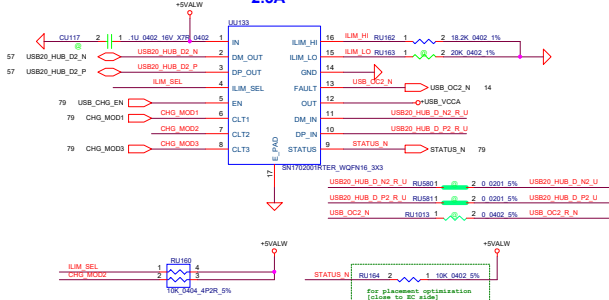 2.5A
+5VALW
UU133
CU117 2 1 .1U_0402_16V_X7R_0402
@
1 IN ILIM_HI 16 ILIM_HI RU162 1 2 18.2K_0402_1%
57 USB20_HUB_D2_N USB20_HUB_D2_N 2 DM_OUT ILIM_LO 15 ILIM_LO RU163 1 @ 2 20K_0402_1%
57 USB20_HUB_D2_P USB20_HUB_D2_P 3 DP_OUT GND 14
ILIM_SEL 4 ILIM_SEL FAULT 13 USB_OC2_N USB_OC2_N 14
79 USB_CHG_EN 5 EN OUT 12 +USB_VCCA
79 CHG_MOD1 CHG_MOD1 6 CLT1 DM_IN 11 USB20_HUB_D_N2_R_U
CHG_MOD2 7 CLT2 DP_IN 10 USB20_HUB_D_P2_R_U
79 CHG_MOD3 CHG_MOD3 8 CLT3 STATUS 9 STATUS_N STATUS_N 79
E_PAD
17
SN1702001RTER_WQFN16_3X3
USB20_HUB_D_N2_R_U RU580 1 @ 2 0_0201_5% USB20_HUB_D_N2_U
USB20_HUB_D_P2_R_U RU581 1 @ 2 0_0201_5% USB20_HUB_D_P2_U
USB_OC2_N RU1013 1 @ 2 0_0402_5% USB_OC2_R_N
+5VALW
RU160
ILIM_SEL 1 4
CHG_MOD2 2 3
10K_0404_4P2R_5%
+5VALW
STATUS_N RU164 2 1 10K_0402_5%
for placement optimization
[close to EC side]